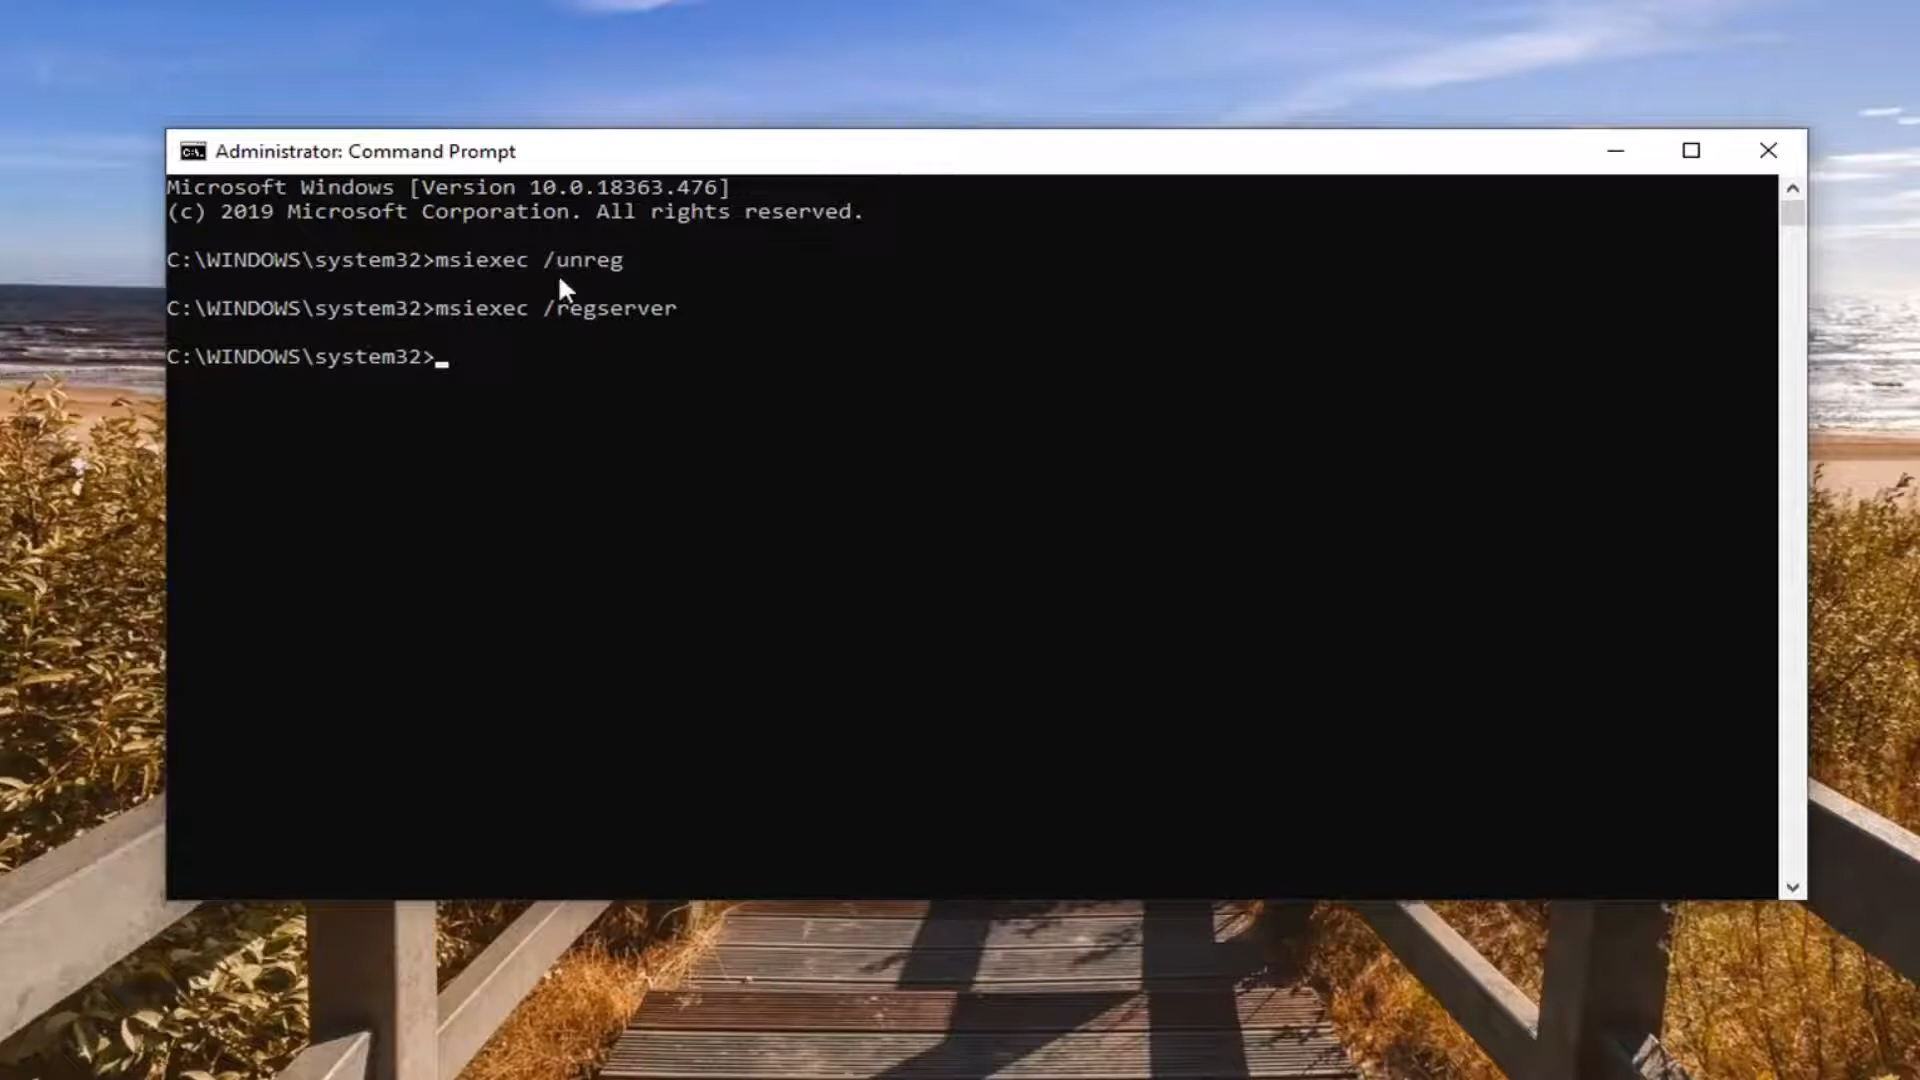 Administrator: Command Prompt
Microsoft Windows [Version 10.0.18363.476]
(c) 2019 Microsoft Corporation. All rights reserved.
C:\WINDOWS\system32>msiexec /unreg
C:\WINDOWS\system32>msiexec /regserver
C:\WINDOWS\system32>